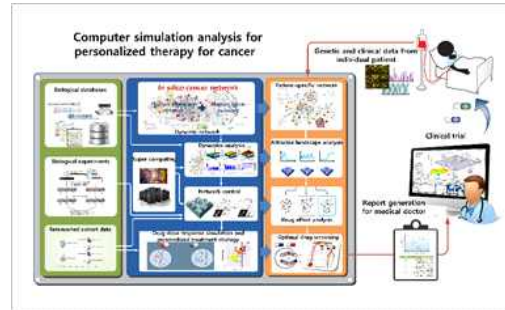 Computer simulation analysis for
personalized therapy for cancer
Genetic and clinical data from
individual patient
Biological databases
In silico cancer network
Patient-specific network
Dynamic network
Dynamics analysis
Attractor landscape analysis
Biological experiments
Super computing
Clinical trial
Network control
Drug effect analysis
Report generation
for medical doctor
cohort data
Drug dose response simulation and
personalized treatment strategy
Optimal drug screening